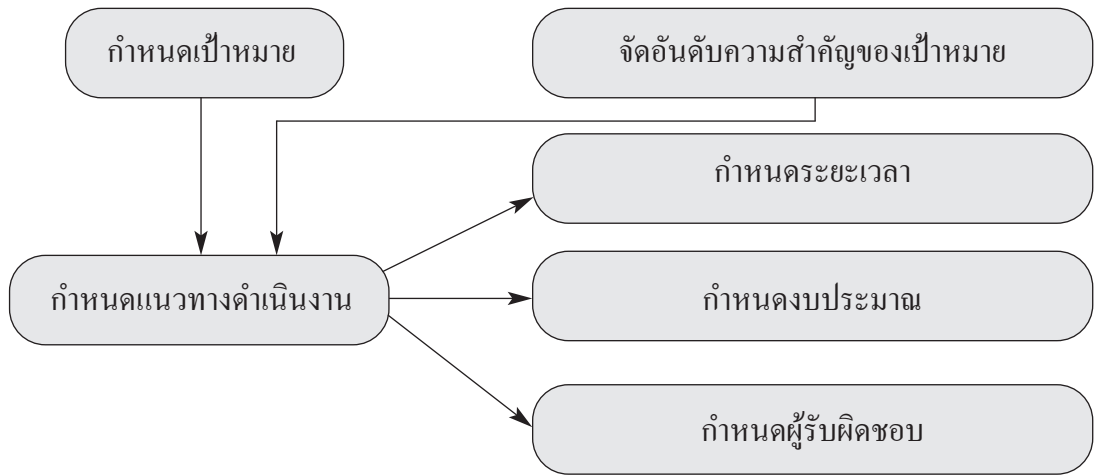 กำหนดเป้าหมาย
จัดอันดับความสำคัญของเป้าหมาย
กำหนดระยะเวลา
กำหนดแนวทางดำเนินงาน
กำหนดงบประมาณ
กำหนดผู้รับผิดชอบ